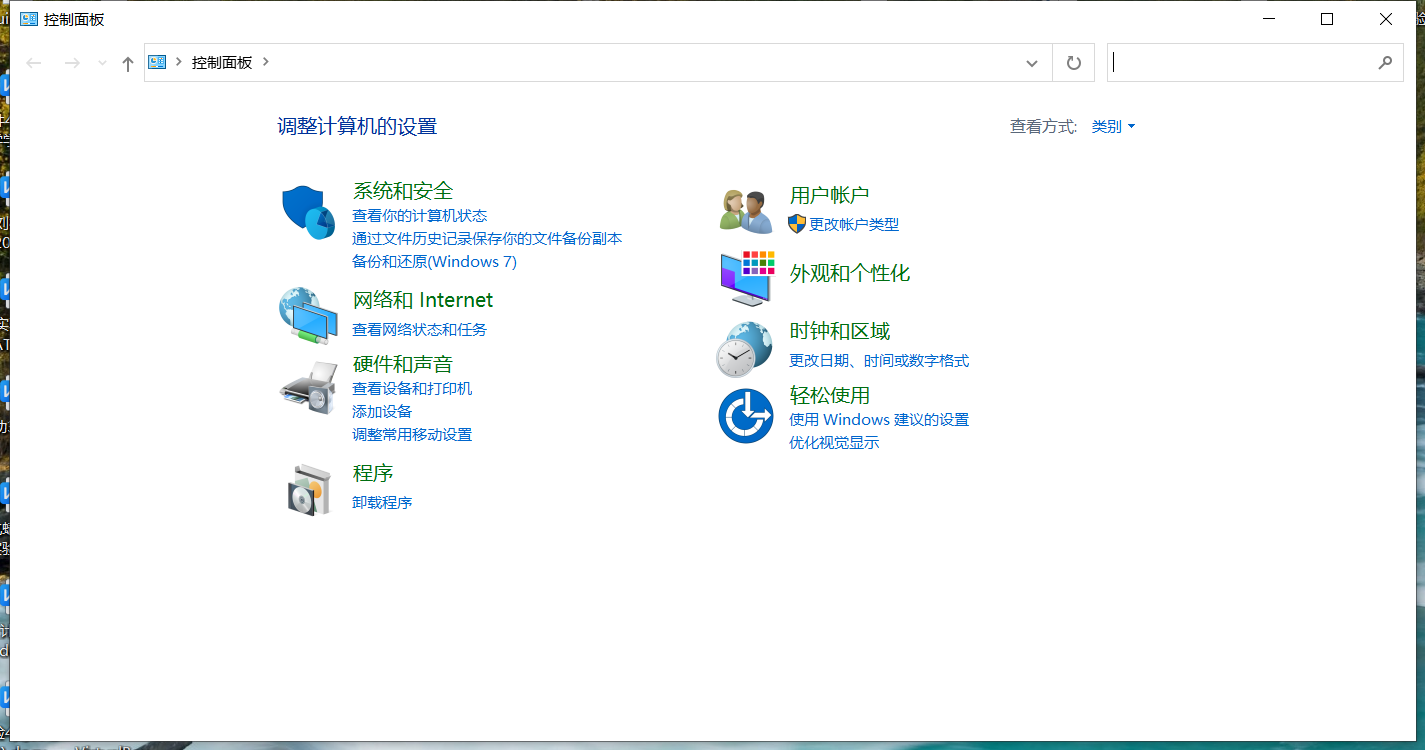 控制面板
控制面板
调整计算机的设置
查看方式: 类别
系统和安全
查看你的计算机状态
通过文件历史记录保存你的文件备份副本
备份和还原(Windows 7)
网络和 Internet
查看网络状态和任务
硬件和声音
查看设备和打印机
添加设备
调整常用移动设置
程序
卸载程序
用户帐户
更改帐户类型
外观和个性化
时钟和区域
更改日期、时间或数字格式
轻松使用
使用 Windows 建议的设置
优化视觉显示